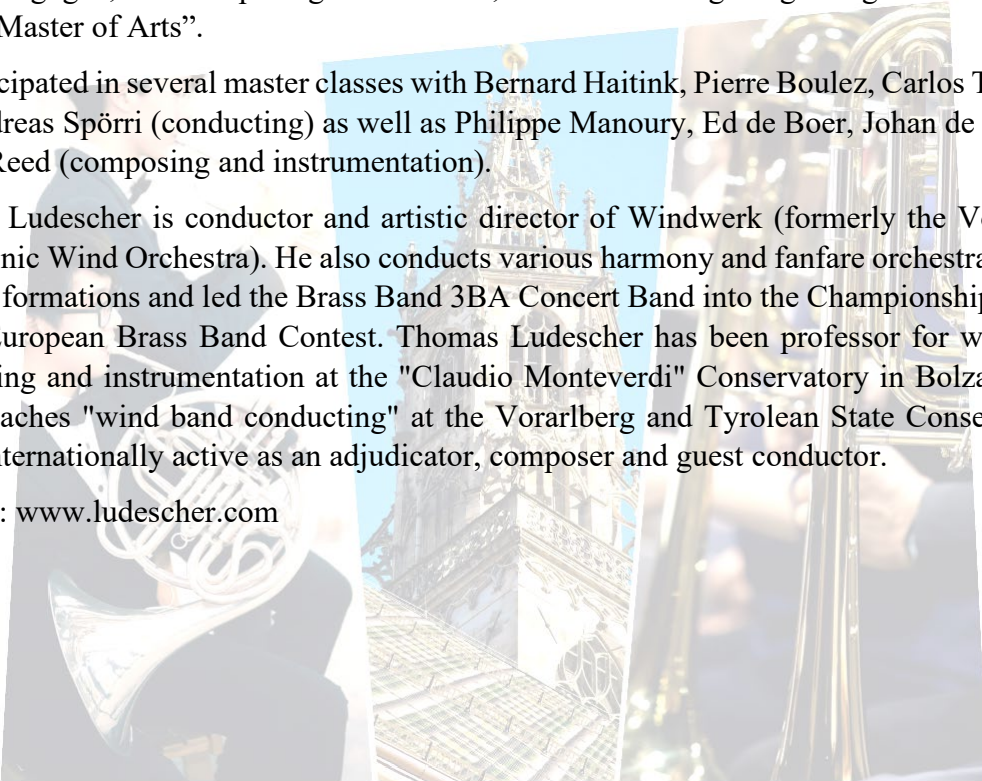 Master of Arts”.
cipated in several master classes with Bernard Haitink, Pierre Boulez, Carlos T
reas Spörri (conducting) as well as Philippe Manoury, Ed de Boer, Johan de
Reed (composing and instrumentation).
Ludescher is conductor and artistic director of Windwerk (formerly the V
nic Wind Orchestra). He also conducts various harmony and fanfare orchestra
formations and led the Brass Band 3BA Concert Band into the Championship
European Brass Band Contest. Thomas Ludescher has been professor for w
ing and instrumentation at the "Claudio Monteverdi" Conservatory in Bolza
aches "wind band conducting" at the Vorarlberg and Tyrolean State Conse
nternationally active as an adjudicator, composer and guest conductor.
: www.ludescher.com